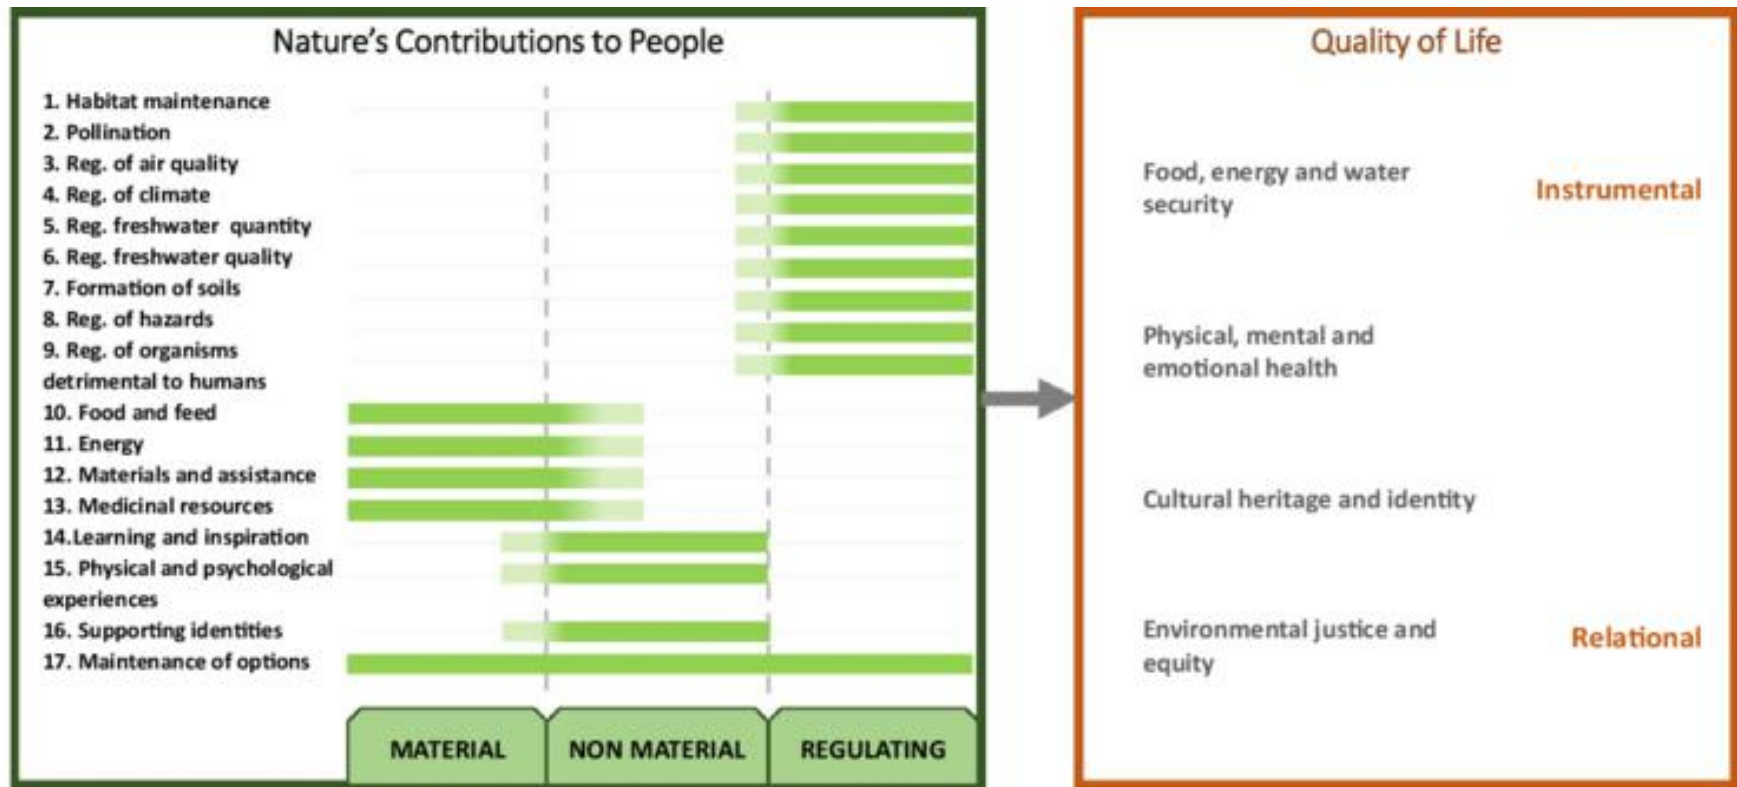 Nature's Contributions to People
1. Habitat maintenance
2. Pollination
3. Reg. of air quality
4. Reg. of climate
5. Reg. freshwater  quantity
6. Reg. freshwater quality
7. Formation of soils
8. Reg. of hazards
9. Reg. of organisms
detrimental to humans
10. Food and feed
11. Energy
12. Materials and assistance
13. Medicinal resources
14.Learning and inspiration
15. Physical and psychological
experiences
16. Supporting identities
17. Maintenance of options
MATERIAL
NON MATERIAL
REGULATING
Quality of Life
Food, energy and water
security
Instrumental
Physical, mental and
emotional health
Cultural heritage and identity
Environmental justice and
equity
Relational